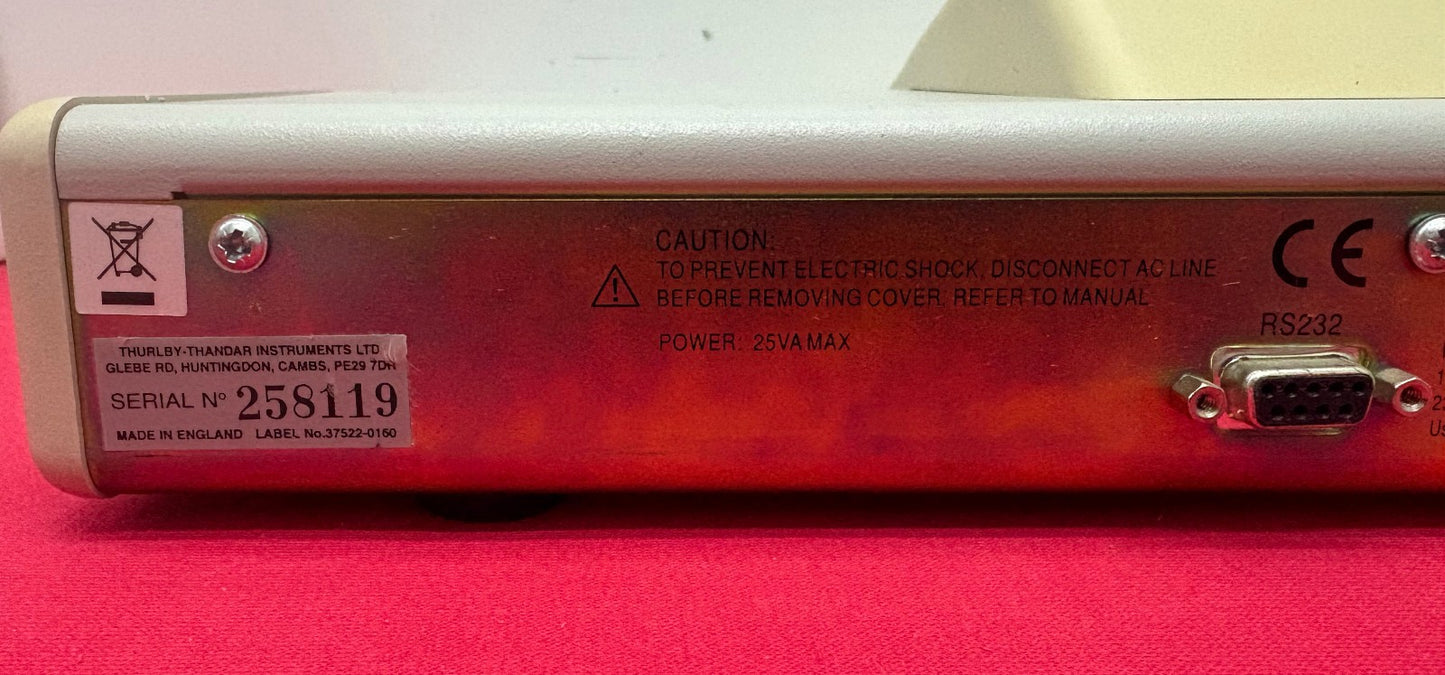 CAUTION:
TO PREVENT ELECTRIC SHOCK, DISCONNECT AC LINE
BEFORE REMOVING COVER. REFER TO MANUAL
POWER: 25VA MAX
CE
RS232
THURLBY-THANDAR INSTRUMENTS LTD
GLEBE RD, HUNTINGDON, CAMBS, PE29 7DR
SERIAL Nº 258119
MADE IN ENGLAND LABEL No.37522-0160